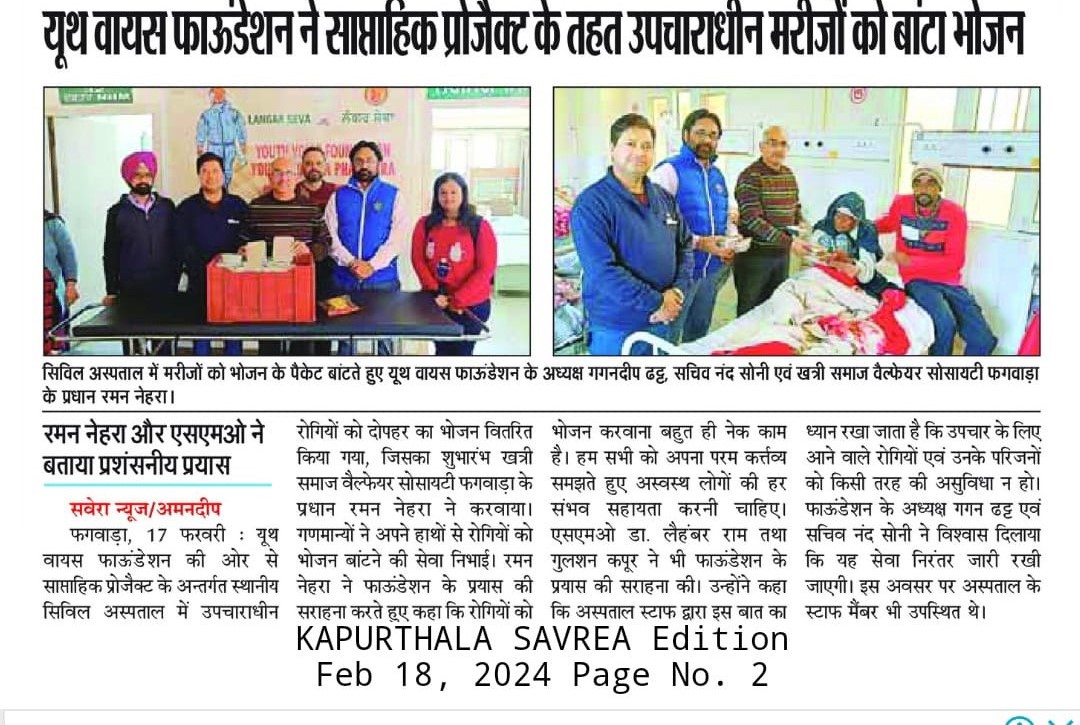 यूथ वायस फाऊंडेशन ने साप्ताहिक प्रोजैक्ट के तहत उपचाराधीन मरीजों को बांटा भोजन
LANGAR SEVA ਲੰਗਰ ਸੇਵਾ
सिविल अस्पताल में मरीजों को भोजन के पैकेट बांटते हुए यूथ वायस फाऊंडेशन के अध्यक्ष गगनदीप ढट्ट, सचिव नंद सोनी एवं खत्री समाज वैल्फेयर सोसायटी फगवाड़ा
के प्रधान रमन नेहरा।
रमन नेहरा और एसएमओ ने
बताया प्रशंसनीय प्रयास
सवेरा न्यूज/अमनदीप
फगवाड़ा, 17 फरवरी : यूथ
वायस फाऊंडेशन की ओर से
साप्ताहिक प्रोजैक्ट के अन्तर्गत स्थानीय
सिविल अस्पताल में उपचाराधीन
रोगियों को दोपहर का भोजन वितरित
किया गया, जिसका शुभारंभ खत्री
समाज वैल्फेयर सोसायटी फगवाड़ा के
प्रधान रमन नेहरा ने करवाया।
गणमान्यों ने अपने हाथों से रोगियों को
भोजन बांटने की सेवा निभाई। रमन
नेहरा ने फाऊंडेशन के प्रयास की
सराहना करते हुए कहा कि रोगियों को
भोजन करवाना बहुत ही नेक काम
है। हम सभी को अपना परम कर्त्तव्य
समझते हुए अस्वस्थ लोगों की हर
संभव सहायता करनी चाहिए।
एसएमओ डा. लैहंबर राम तथा
गुलशन कपूर ने भी फाऊंडेशन के
प्रयास की सराहना की। उन्होंने कहा
कि अस्पताल स्टाफ द्वारा इस बात का
ध्यान रखा जाता है कि उपचार के लिए
आने वाले रोगियों एवं उनके परिजनों
को किसी तरह की असुविधा न हो।
फाऊंडेशन के अध्यक्ष गगन ढट्ट एवं
सचिव नंद सोनी ने विश्वास दिलाया
कि यह सेवा निरंतर जारी रखी
जाएगी। इस अवसर पर अस्पताल के
स्टाफ मैंबर भी उपस्थित थे।
KAPURTHALA SAVREA Edition
Feb 18, 2024 Page No. 2